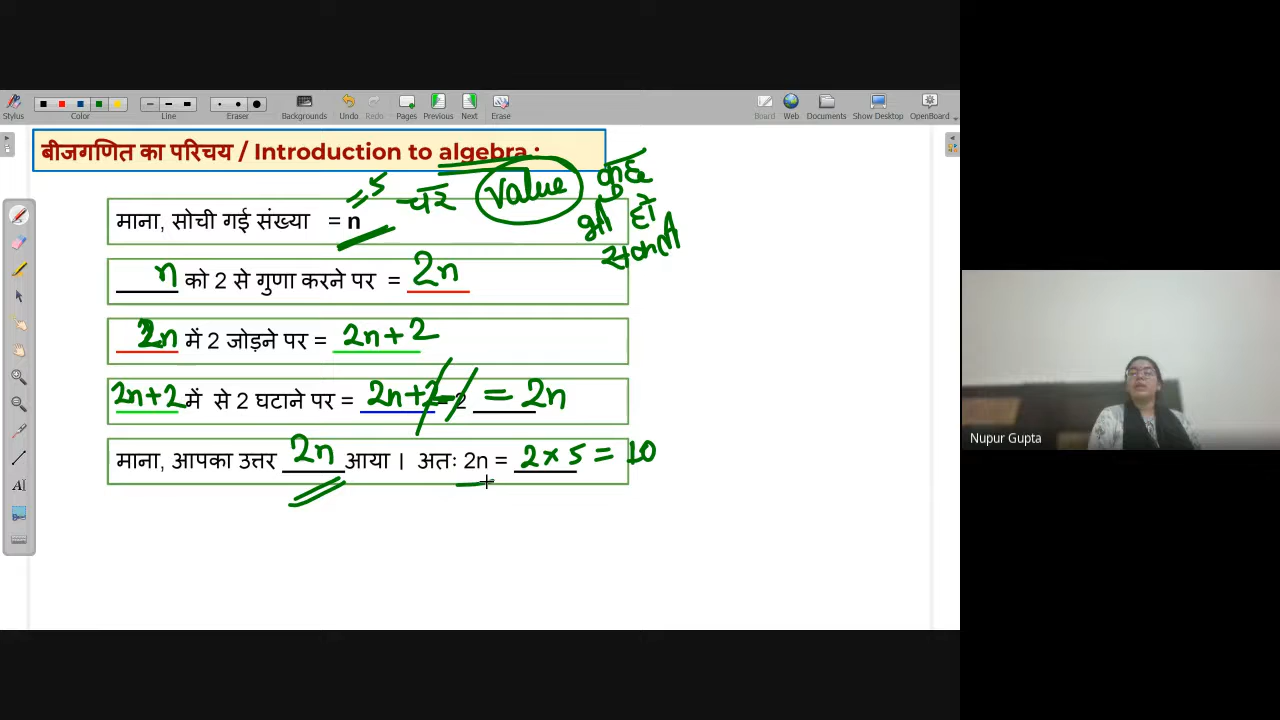 Stylus Color Line Eraser Backgrounds Undo Redo Pages Previous Next Erase Board Web Documents Show Desktop OpenBoard
बीजगणित का परिचय / Introduction to algebra :
= 5 चर value कुछ भी हो सकती
माना, सोची गई संख्या = n
n को 2 से गुणा करने पर = 2n
2n में 2 जोड़ने पर = 2n+2
2n+2 में से 2 घटाने पर = 2n+2 - 2 = 2n
माना, आपका उत्तर 2n आया । अतः 2n = 2 × 5 = 10
Nupur Gupta